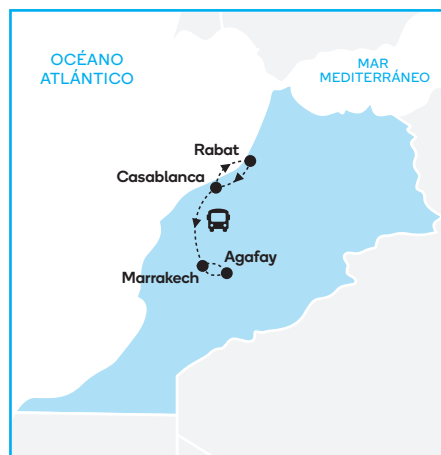 OCÉANO
ATLÁNTICO
MAR
MEDITERRÁNEO
Rabat
Casablanca
Agafay
Marrakech